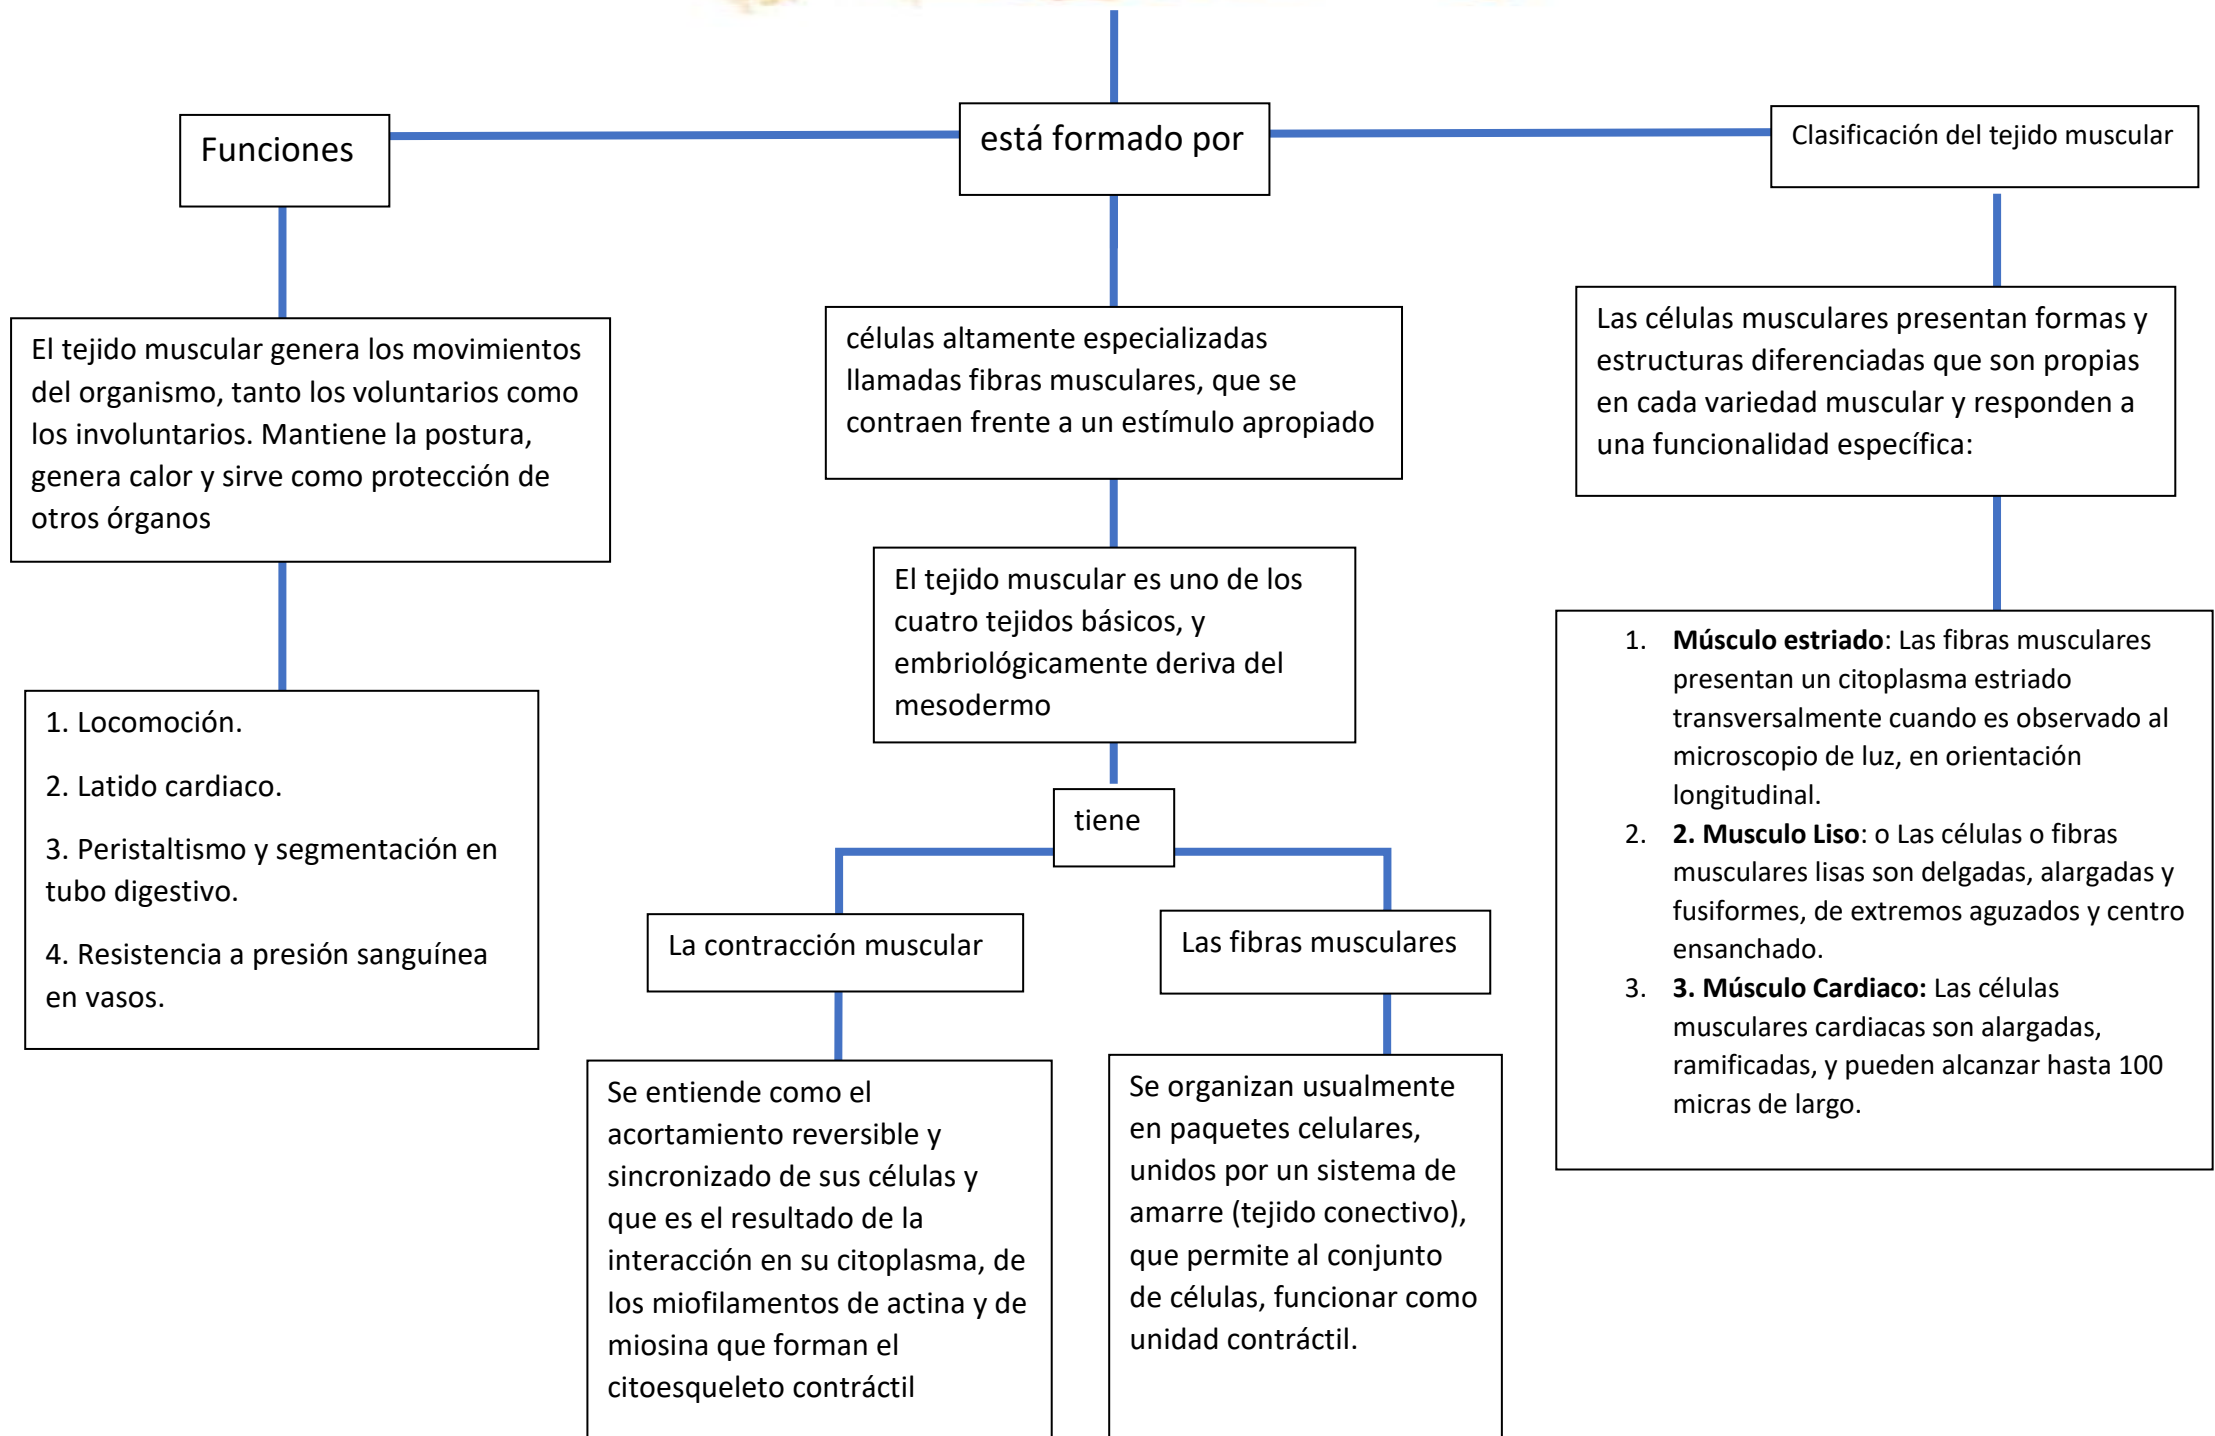 Funciones
está formado por
Clasificación del tejido muscular
El tejido muscular genera los movimientos
del organismo, tanto los voluntarios como
los involuntarios. Mantiene la postura,
genera calor y sirve como protección de
otros órganos
células altamente especializadas
llamadas fibras musculares, que se
contraen frente a un estímulo apropiado
Las células musculares presentan formas y
estructuras diferenciadas que son propias
en cada variedad muscular y responden a
una funcionalidad específica:
El tejido muscular es uno de los
cuatro tejidos básicos, y
embriológicamente deriva del
mesodermo
1. Locomoción.
2. Latido cardiaco.
3. Peristaltismo y segmentación en
tubo digestivo.
4. Resistencia a presión sanguínea
en vasos.
1. Músculo estriado: Las fibras musculares
presentan un citoplasma estriado
transversalmente cuando es observado al
microscopio de luz, en orientación
longitudinal.
2. 2. Musculo Liso: o Las células o fibras
musculares lisas son delgadas, alargadas y
fusiformes, de extremos aguzados y centro
ensanchado.
3. 3. Músculo Cardiaco: Las células
musculares cardiacas son alargadas,
ramificadas, y pueden alcanzar hasta 100
micras de largo.
tiene
La contracción muscular
Las fibras musculares
Se entiende como el
acortamiento reversible y
sincronizado de sus células y
que es el resultado de la
interacción en su citoplasma, de
los miofilamentos de actina y de
miosina que forman el
citoesqueleto contráctil
Se organizan usualmente
en paquetes celulares,
unidos por un sistema de
amarre (tejido conectivo),
que permite al conjunto
de células, funcionar como
unidad contráctil.